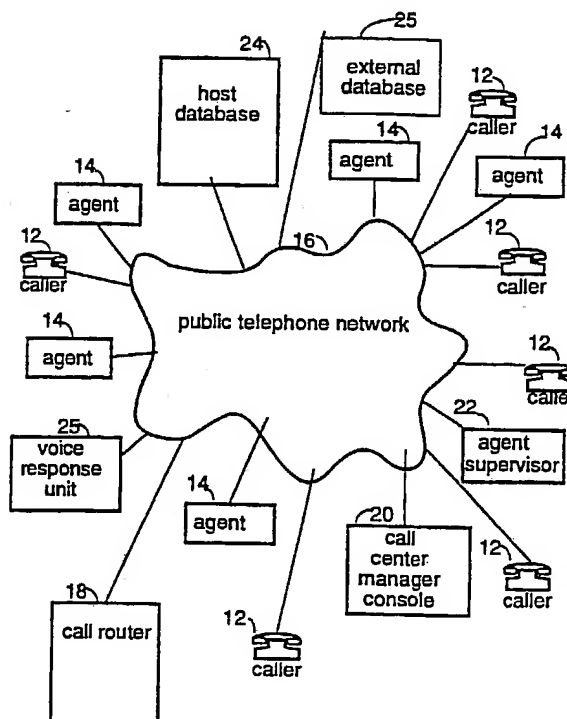 25
24
external
database
host
database
12
caller
14
agent
14
agent
14
agent
12
caller
16
12
caller
public telephone network
14
agent
12
caller
22
agent
supervisor
25
voice
response
unit
14
agent
20
call
center
manager
console
12
caller
18
call router
12
caller